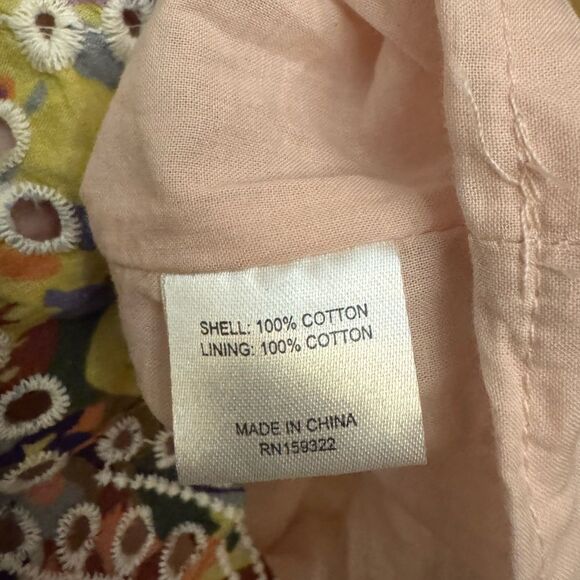 SHELL: 100% COTTON
LINING: 100% COTTON
MADE IN CHINA
RN159322